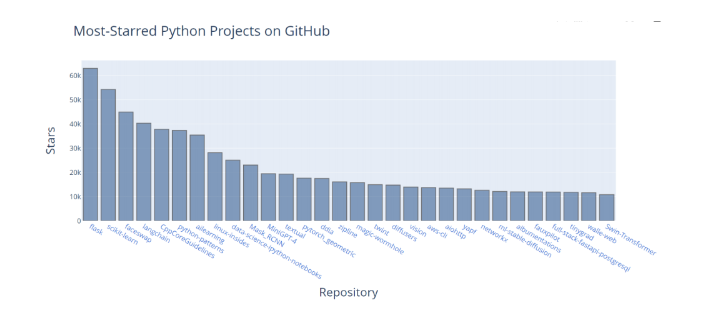 Most-Starred Python Projects on GitHub
Stars
60k
50k
40k
30k
20k
10k
0
flask
scikit-learn
faceswap
langchain
CppCoreGuidelines
python-patterns
ailearning
linux-insides
data-science-ipython-notebooks
Mask_RCNN
MiniGPT-4
textual
pytorch_geometric
ddia
zipline
magic-wormhole
twint
diffusers
vision
aws-cli
aiohttp
yapf
networkx
ml-stable-diffusion
albumentations
fauxpilot
full-stack-fastapi-postgresql
tinygrad
walle-web
Swin-Transformer
Repository